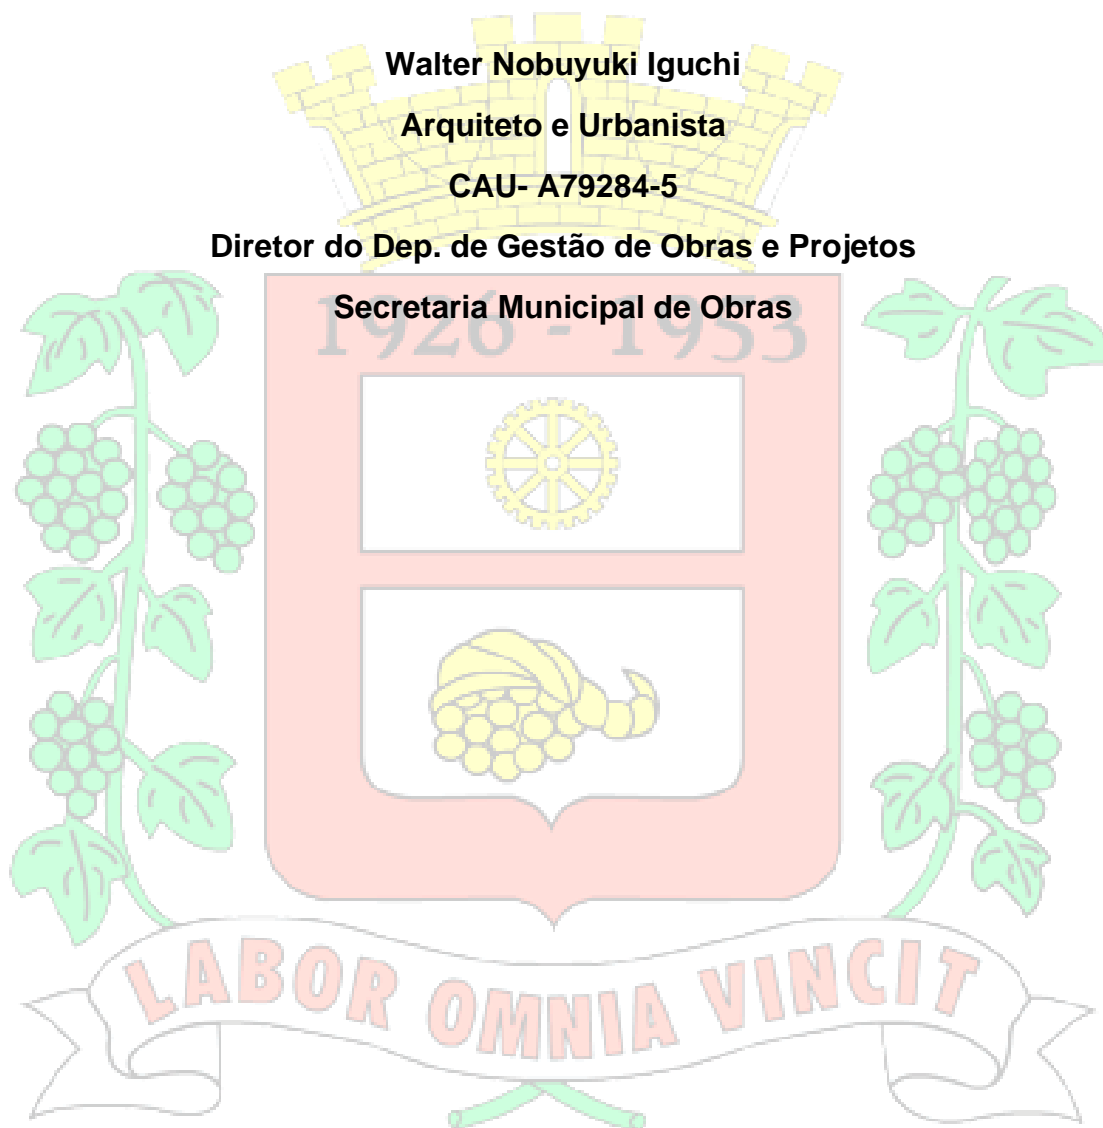 Walter Nobuyuki Iguchi
Arquiteto e Urbanista
CAU- A79284-5
Diretor do Dep. de Gestão de Obras e Projetos
Secretaria Municipal de Obras
1926 - 1953
LABOR OMNIA VINCIT